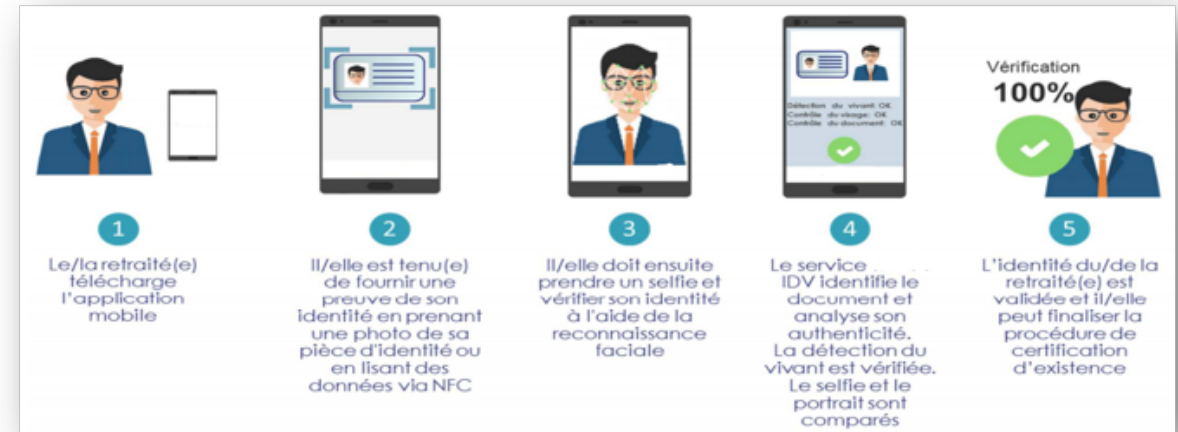 Détection du vivant OK
Contrôle du visage: OK
Contrôle du document: OK
Vérification
100%
1
Le/la retraité(e)
télécharge
l'application
mobile
2
Il/elle est tenu(e)
de fournir une
preuve de son
identité en prenant
une photo de sa
pièce d'identité ou
en lisant des
données via NFC
3
Il/elle doit ensuite
prendre un selfie et
vérifier son identité
à l'aide de la
reconnaissance
faciale
4
Le service
IDV identifie le
document et
analyse son
authenticité.
La détection du
vivant est vérifiée.
Le selfie et le
portrait sont
comparés
5
L'identité du/de la
retraité(e) est
validée et il/elle
peut finaliser la
procédure de
certification
d'existence